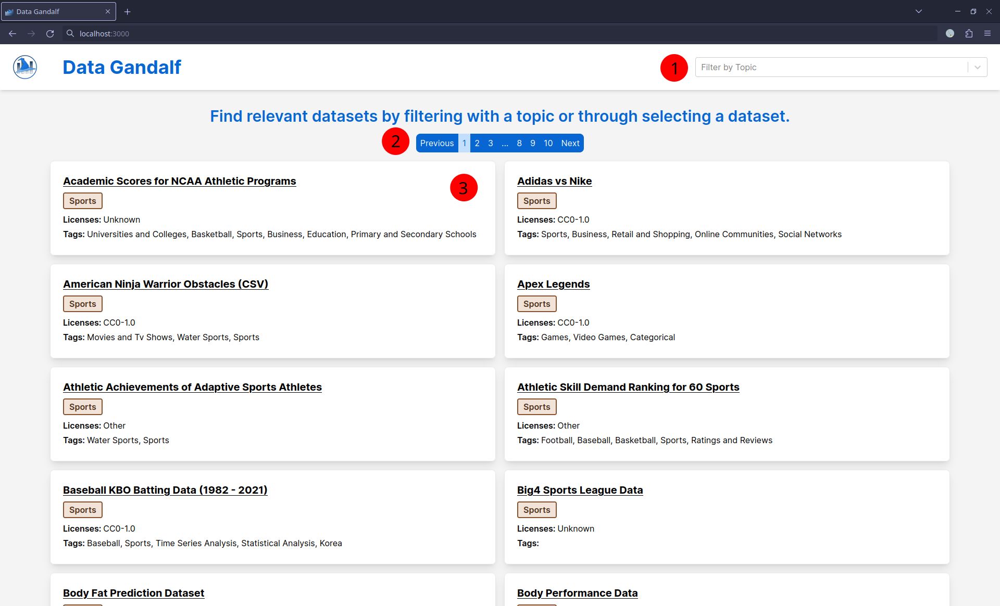 Data Gandalf
localhost:3000
Data Gandalf
1
Filter by Topic
Find relevant datasets by filtering with a topic or through selecting a dataset.
2
Previous 1 2 3 ... 8 9 10 Next
Academic Scores for NCAA Athletic Programs
3
Sports
Licenses: Unknown
Tags: Universities and Colleges, Basketball, Sports, Business, Education, Primary and Secondary Schools
Adidas vs Nike
Sports
Licenses: CC0-1.0
Tags: Sports, Business, Retail and Shopping, Online Communities, Social Networks
American Ninja Warrior Obstacles (CSV)
Sports
Licenses: CC0-1.0
Tags: Movies and Tv Shows, Water Sports, Sports
Apex Legends
Sports
Licenses: CC0-1.0
Tags: Games, Video Games, Categorical
Athletic Achievements of Adaptive Sports Athletes
Sports
Licenses: Other
Tags: Water Sports, Sports
Athletic Skill Demand Ranking for 60 Sports
Sports
Licenses: Other
Tags: Football, Baseball, Basketball, Sports, Ratings and Reviews
Baseball KBO Batting Data (1982 - 2021)
Sports
Licenses: CC0-1.0
Tags: Baseball, Sports, Time Series Analysis, Statistical Analysis, Korea
Big4 Sports League Data
Sports
Licenses: Unknown
Tags:
Body Fat Prediction Dataset
Body Performance Data